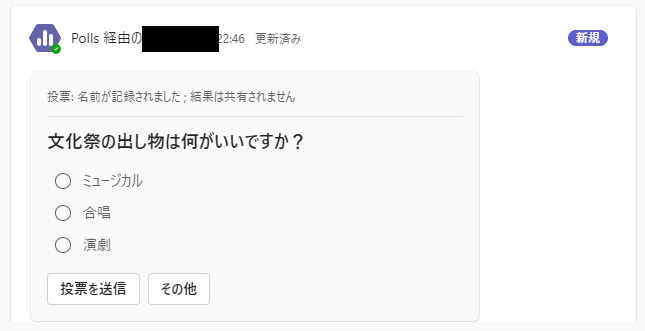 Polls 経由の 22:46 更新済み 新規
投票: 名前が記録されました ; 結果は共有されません
文化祭の出し物は何がいいですか？
ミュージカル
合唱
演劇
投票を送信 その他